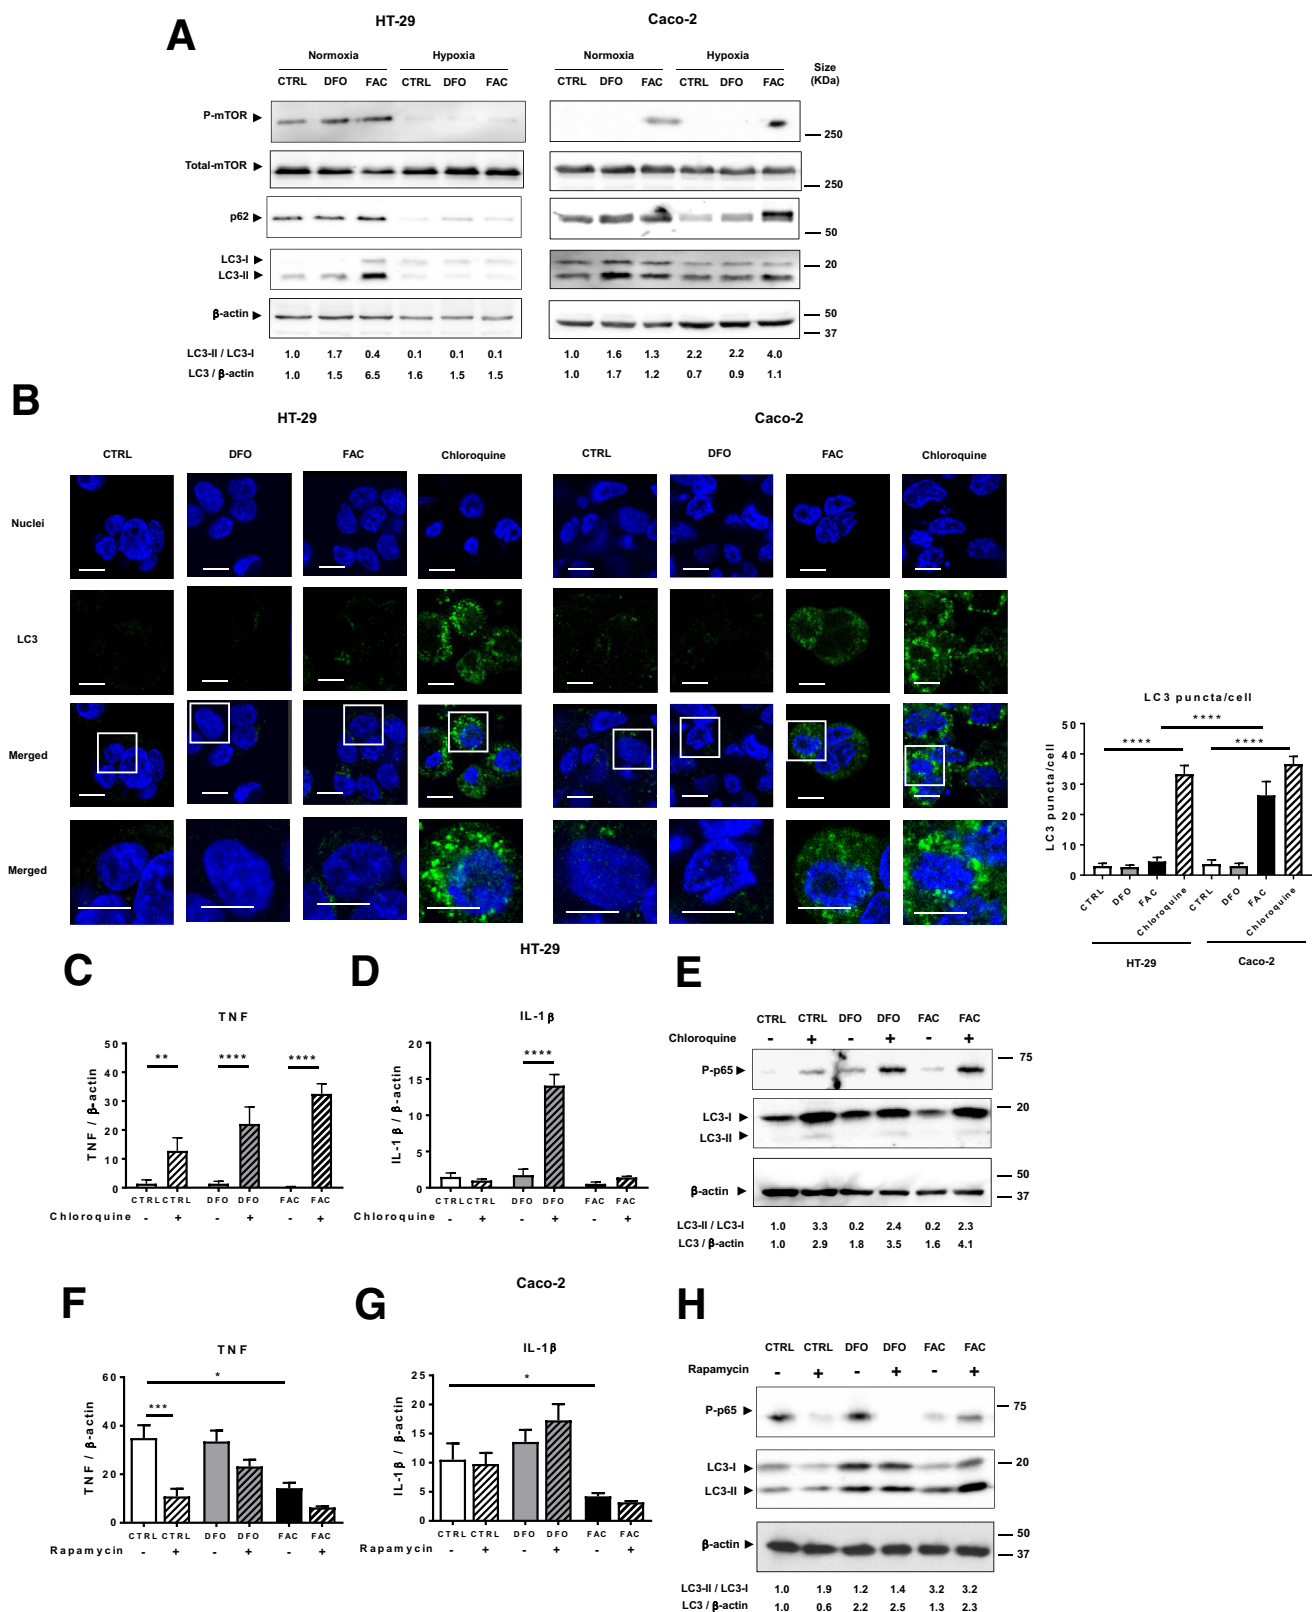 A
HT-29
Caco-2
Normoxia Hypoxia Normoxia Hypoxia
CTRL DFO FAC CTRL DFO FAC CTRL DFO FAC CTRL DFO FAC
Size
(KDa)
P-mTOR
250
Total-mTOR
250
p62
50
LC3-I
20
LC3-II
β-actin
50
37
LC3-II / LC3-I 1.0 1.7 0.4 0.1 0.1 0.1 1.0 1.6 1.3 2.2 2.2 4.0
LC3 / β-actin 1.0 1.5 6.5 1.6 1.5 1.5 1.0 1.7 1.2 0.7 0.9 1.1
B
HT-29
Caco-2
CTRL DFO FAC Chloroquine CTRL DFO FAC Chloroquine
Nuclei
LC3
Merged
Merged
LC3 puncta/cell
LC3 puncta/cell
50
40
30
20
10
0
**** **** ****
CTRL DFO FAC Chloroquine CTRL DFO FAC Chloroquine
HT-29 Caco-2
HT-29
C
TNF
TNF / β-actin
50
40
30
20
10
0
** **** ****
CTRL CTRL DFO DFO FAC FAC
Chloroquine - + - + - +
D
IL-1β
IL-1β / β-actin
20
15
10
5
0
****
CTRL CTRL DFO DFO FAC FAC
Chloroquine - + - + - +
E
CTRL CTRL DFO DFO FAC FAC
Chloroquine - + - + - +
P-p65
75
LC3-I
20
LC3-II
β-actin
50
37
LC3-II / LC3-I 1.0 3.3 0.2 2.4 0.2 2.3
LC3 / β-actin 1.0 2.9 1.8 3.5 1.6 4.1
Caco-2
F
TNF
TNF / β-actin
60
40
20
0
*
***
CTRL CTRL DFO DFO FAC FAC
Rapamycin - + - + - +
G
IL-1β
IL-1β / β-actin
25
20
15
10
5
0
*
CTRL CTRL DFO DFO FAC FAC
Rapamycin - + - + - +
H
CTRL CTRL DFO DFO FAC FAC
Rapamycin - + - + - +
P-p65
75
LC3-I
20
LC3-II
β-actin
50
37
LC3-II / LC3-I 1.0 1.9 1.2 1.4 3.2 3.2
LC3 / β-actin 1.0 0.6 2.2 2.5 1.3 2.3